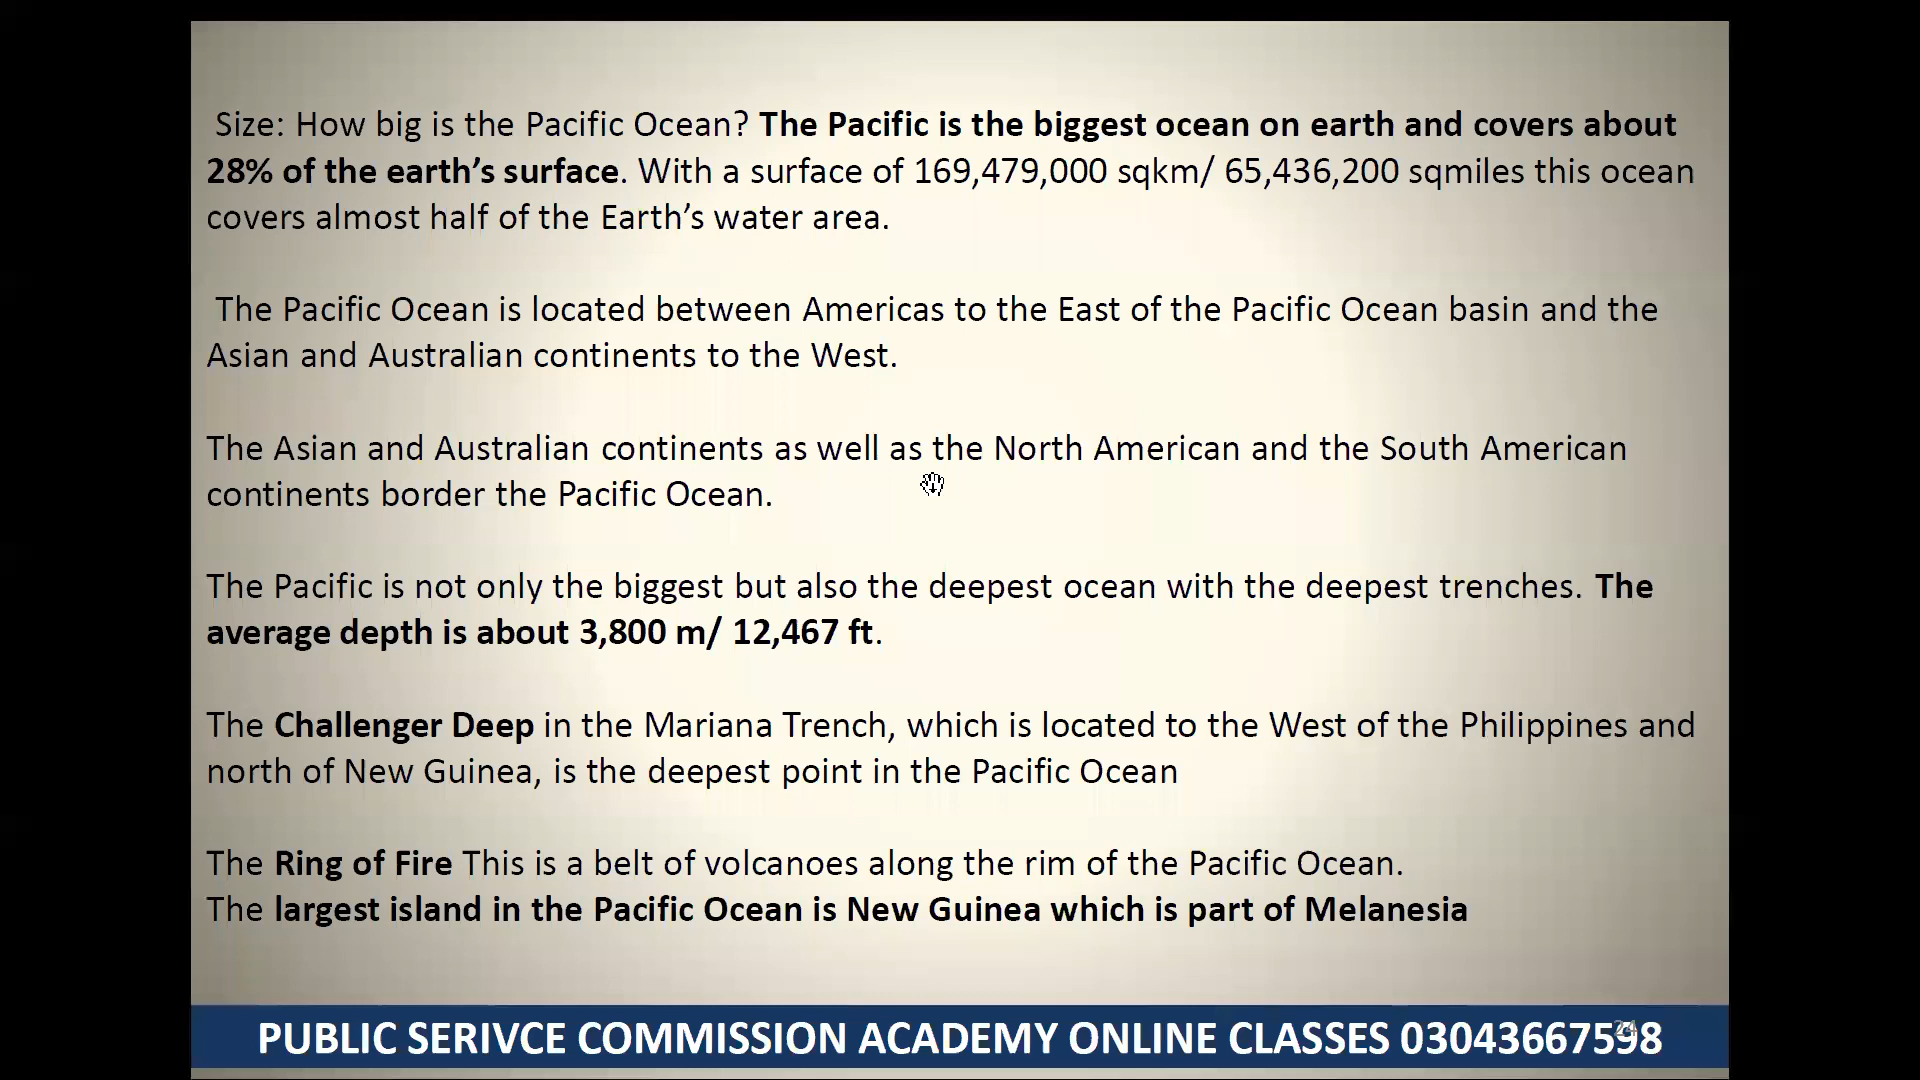 Size: How big is the Pacific Ocean? The Pacific is the biggest ocean on earth and covers about
28% of the earth’s surface. With a surface of 169,479,000 sqkm/ 65,436,200 sqmiles this ocean
covers almost half of the Earth’s water area.
The Pacific Ocean is located between Americas to the East of the Pacific Ocean basin and the
Asian and Australian continents to the West.
The Asian and Australian continents as well as the North American and the South American
continents border the Pacific Ocean.
The Pacific is not only the biggest but also the deepest ocean with the deepest trenches. The
average depth is about 3,800 m/ 12,467 ft.
The Challenger Deep in the Mariana Trench, which is located to the West of the Philippines and
north of New Guinea, is the deepest point in the Pacific Ocean
The Ring of Fire This is a belt of volcanoes along the rim of the Pacific Ocean.
The largest island in the Pacific Ocean is New Guinea which is part of Melanesia
24
PUBLIC SERIVCE COMMISSION ACADEMY ONLINE CLASSES 03043667598